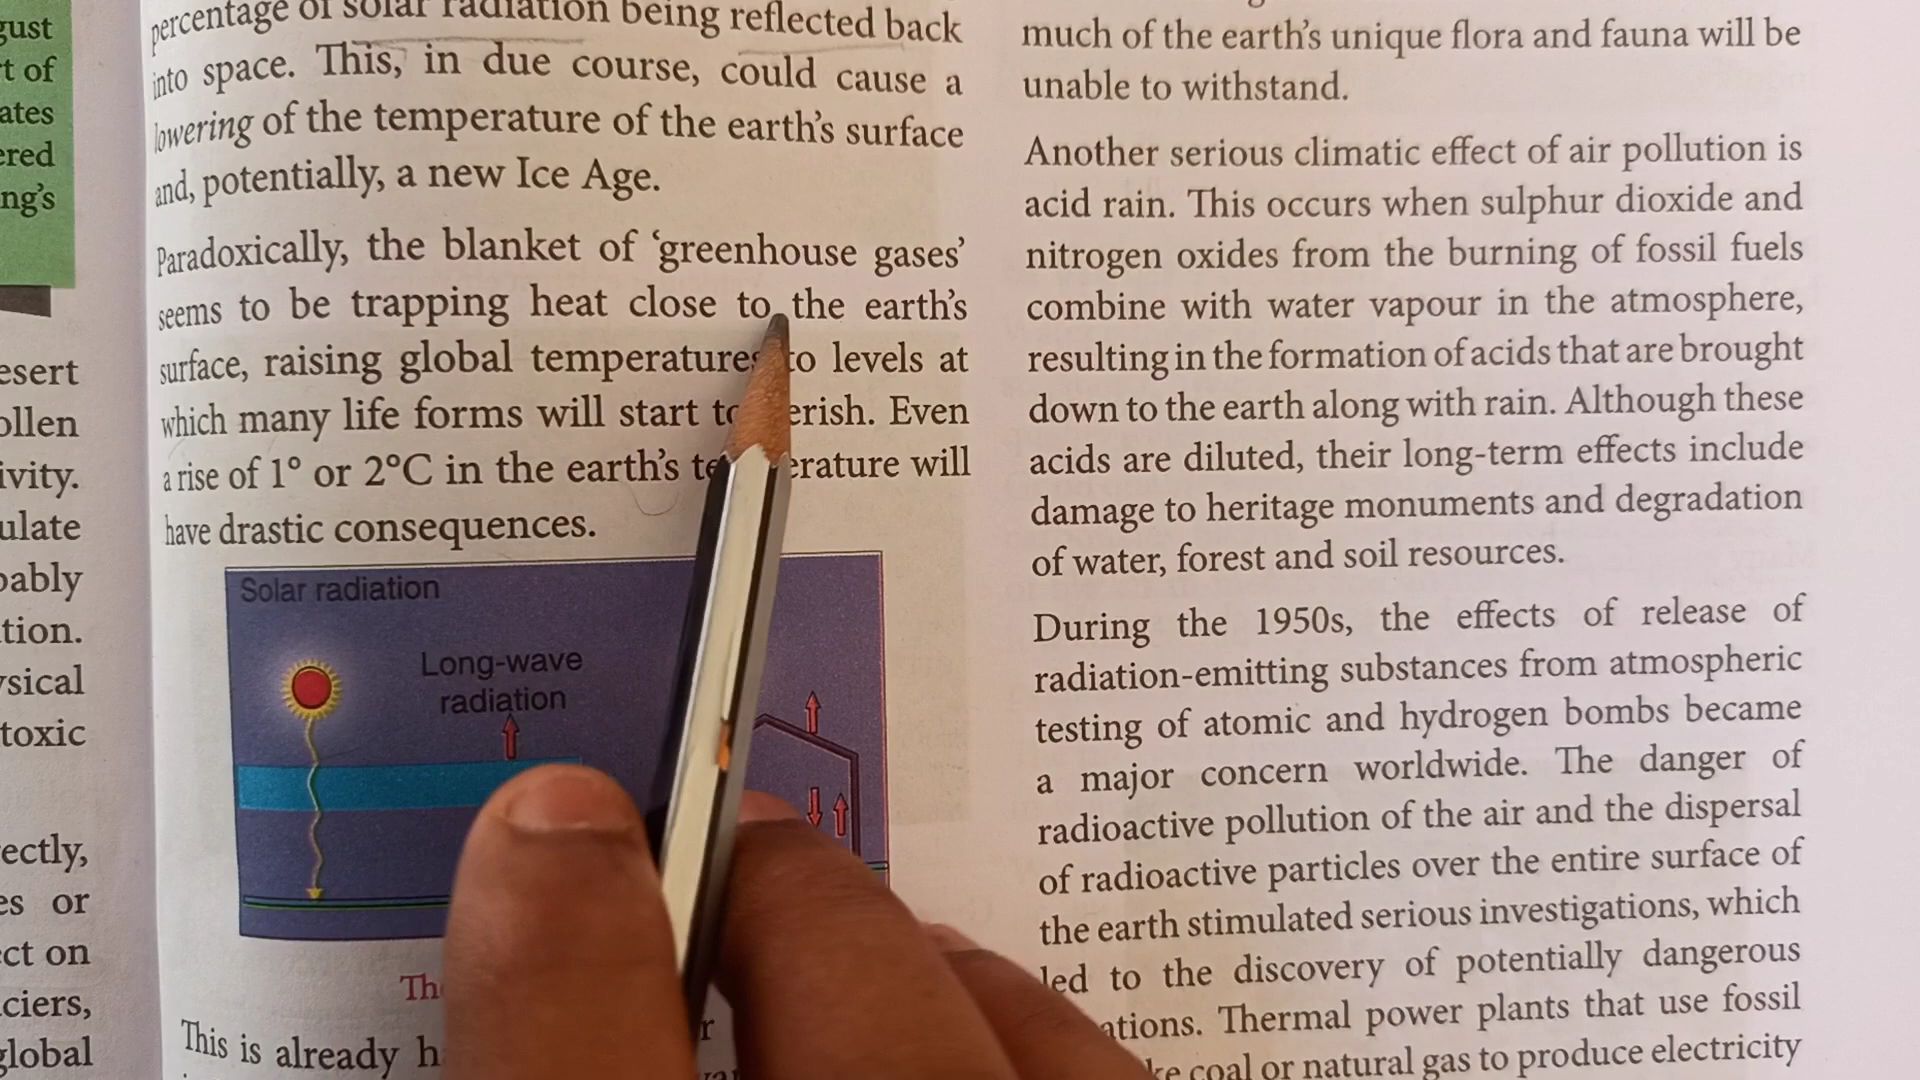 gust
t of
ates
ered
ng's
esert
ollen
ivity.
ulate
bably
tion.
ysical
toxic
ectly,
es or
ect on
ciers,
global
percentage of solar radiation being reflected back
into space. This, in due course, could cause a
lowering of the temperature of the earth's surface
and, potentially, a new Ice Age.
Paradoxically, the blanket of 'greenhouse gases'
seems to be trapping heat close to the earth's
surface, raising global temperatures to levels at
which many life forms will start to erish. Even
a rise of 1° or 2°C in the earth's te erature will
have drastic consequences.
Solar radiation
Long-wave
radiation
Th
This is already h
r
much of the earth's unique flora and fauna will be
unable to withstand.
Another serious climatic effect of air pollution is
acid rain. This occurs when sulphur dioxide and
nitrogen oxides from the burning of fossil fuels
combine with water vapour in the atmosphere,
resulting in the formation of acids that are brought
down to the earth along with rain. Although these
acids are diluted, their long-term effects include
damage to heritage monuments and degradation
of water, forest and soil resources.
During the 1950s, the effects of release of
radiation-emitting substances from atmospheric
testing of atomic and hydrogen bombs became
a major concern worldwide. The danger of
radioactive pollution of the air and the dispersal
of radioactive particles over the entire surface of
the earth stimulated serious investigations, which
led to the discovery of potentially dangerous
ations. Thermal power plants that use fossil
ke coal or natural gas to produce electricity